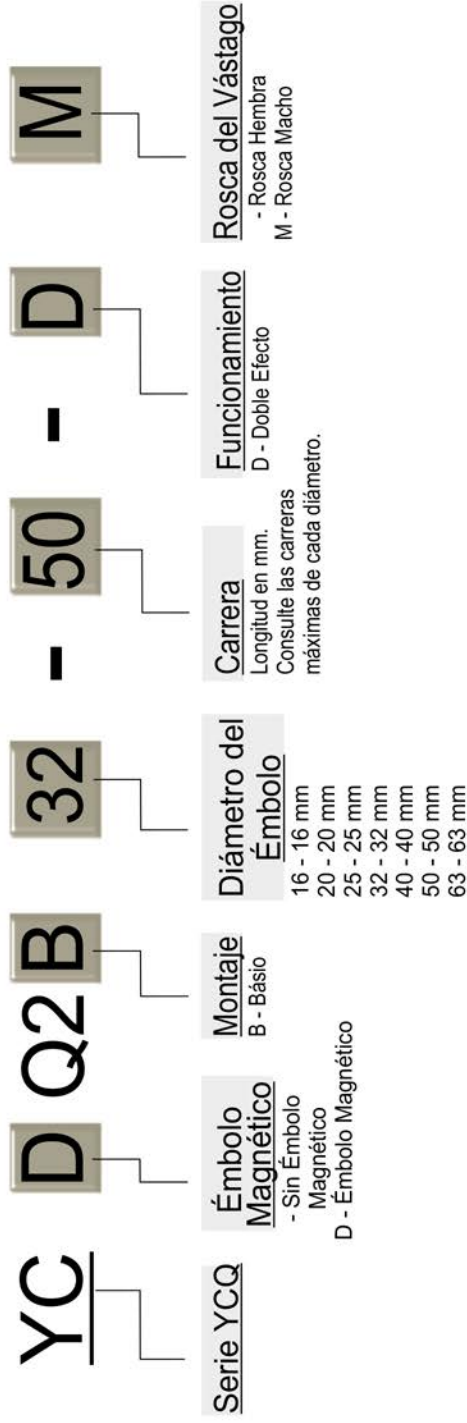 YC D Q2 B 32 - 50 - D M
Serie YCQ
Émbolo
Magnético
- Sin Émbolo
Magnético
D - Émbolo Magnético
Montaje
B - Básio
Diámetro del
Émbolo
16 - 16 mm
20 - 20 mm
25 - 25 mm
32 - 32 mm
40 - 40 mm
50 - 50 mm
63 - 63 mm
Carrera
Longitud en mm.
Consulte las carreras
máximas de cada diámetro.
Funcionamiento
D - Doble Efecto
Rosca del Vástago
- Rosca Hembra
M - Rosca Macho